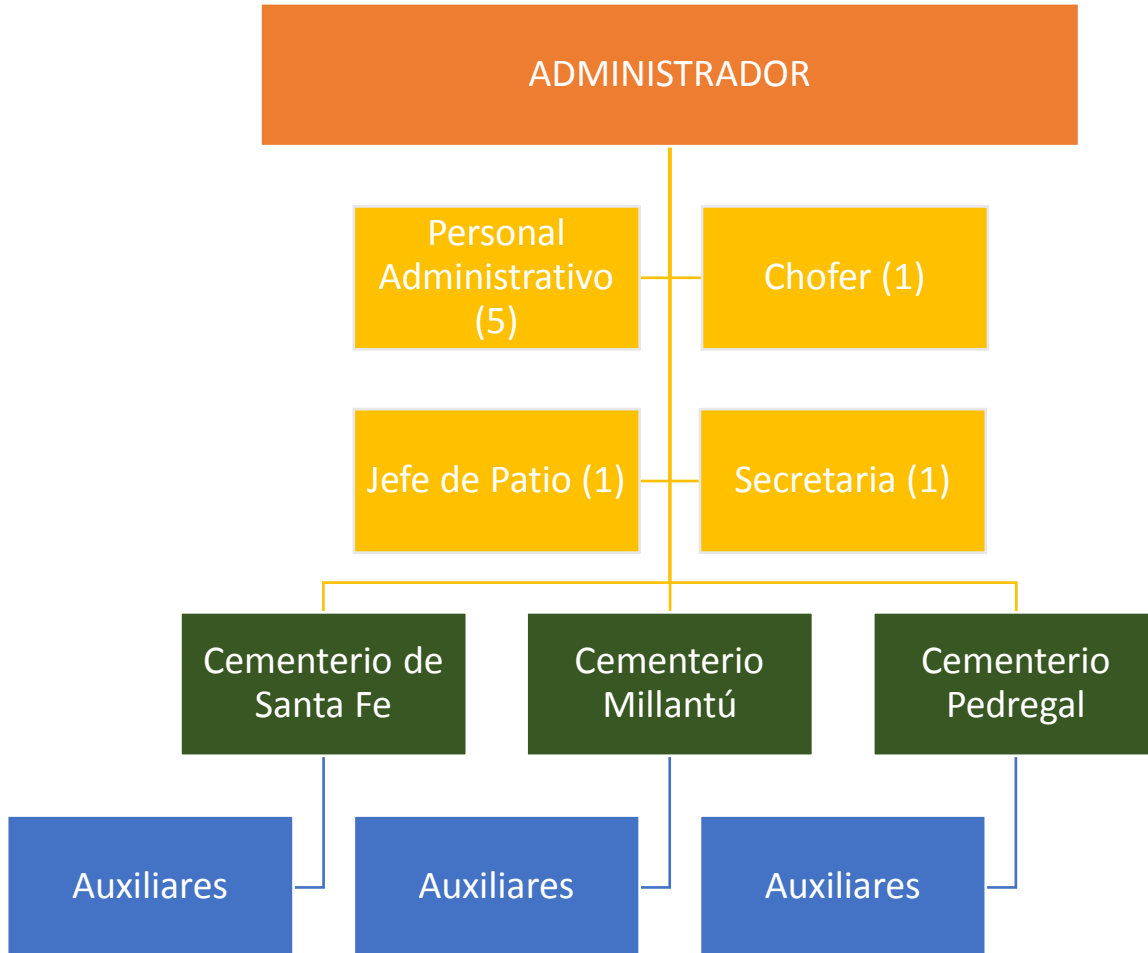 ADMINISTRADOR
Personal
Administrativo
(5)
Chofer (1)
Jefe de Patio (1)
Secretaria (1)
Cementerio de
Santa Fe
Cementerio
Millantú
Cementerio
Pedregal
Auxiliares
Auxiliares
Auxiliares